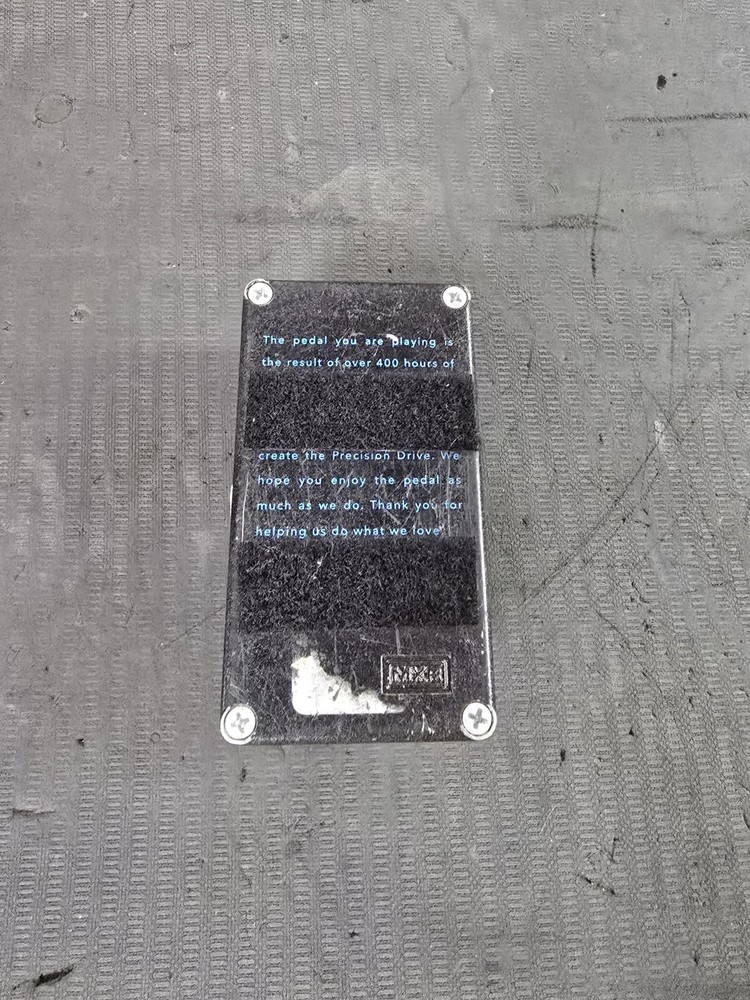 The pedal you are playing is
the result of over 400 hours of
create the Precision Drive. We
hope you enjoy the pedal as
much as we do. Thank you for
helping us do what we love
MXR